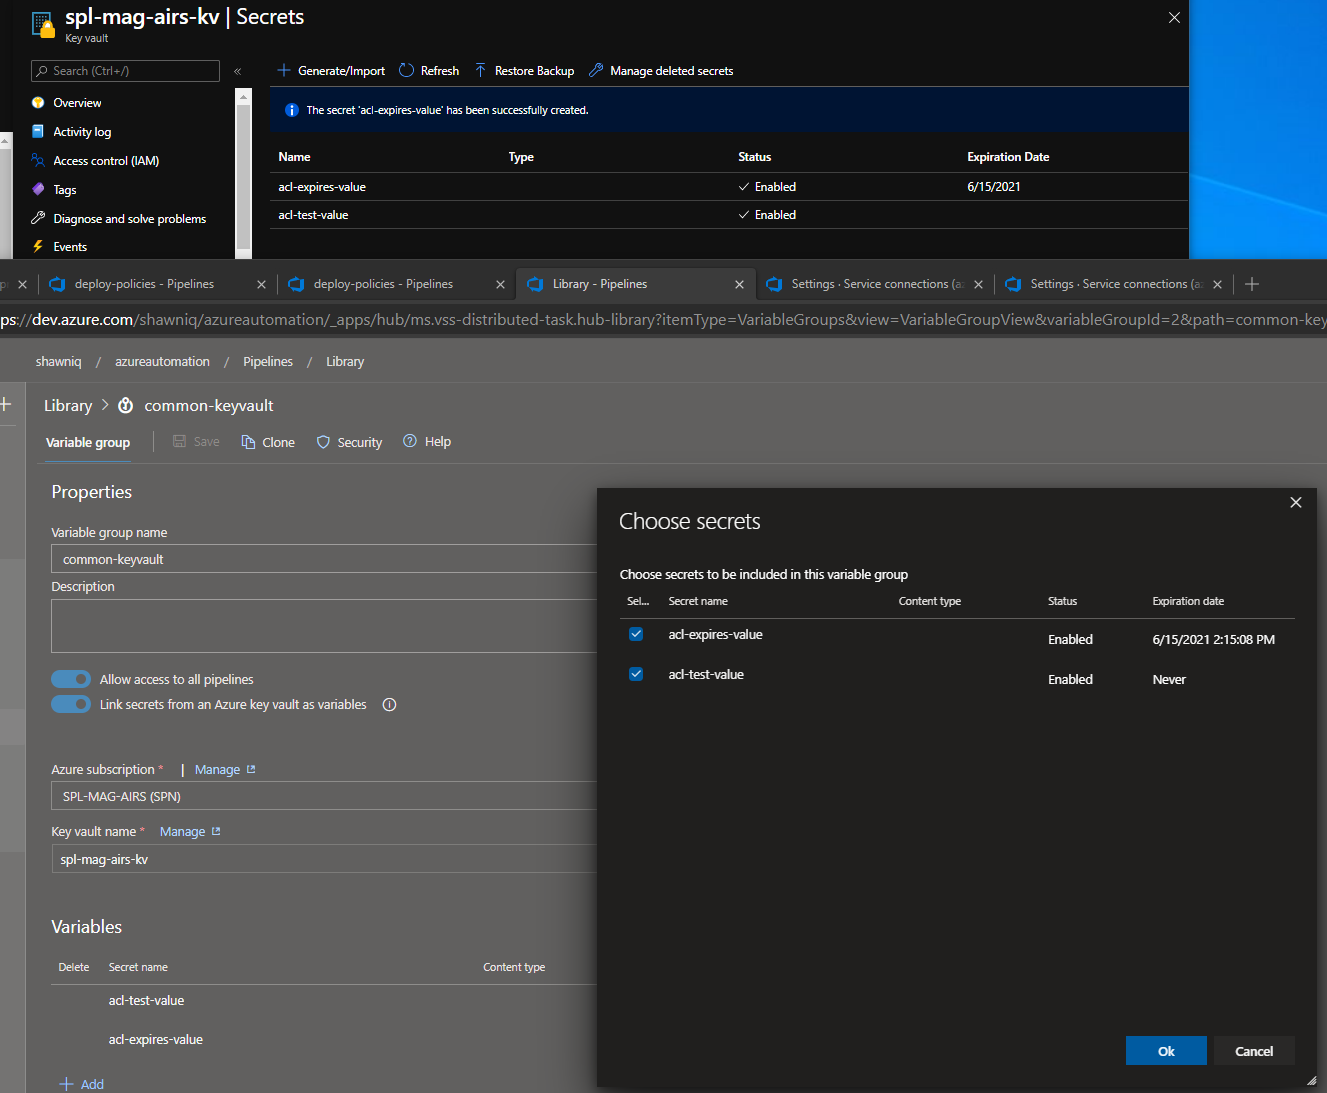 spl-mag-airs-kv | Secrets
Key vault
Search (Ctrl+/)
«
Generate/Import
Refresh
Restore Backup
Manage deleted secrets
Overview
Activity log
Access control (IAM)
Tags
Diagnose and solve problems
Events
The secret 'acl-expires-value' has been successfully created.
Name Type Status Expiration Date
acl-expires-value Enabled 6/15/2021
acl-test-value Enabled
deploy-policies - Pipelines
deploy-policies - Pipelines
Library - Pipelines
Settings · Service connections (a
Settings · Service connections (a
ps://dev.azure.com/shawniq/azureautomation/_apps/hub/ms.vss-distributed-task.hub-library?itemType=VariableGroups&view=VariableGroupView&variableGroupId=2&path=common-key
shawniq / azureautomation / Pipelines / Library
Library > common-keyvault
Variable group | Save Clone Security Help
Properties
Variable group name
common-keyvault
Description
Allow access to all pipelines
Link secrets from an Azure key vault as variables
Azure subscription * | Manage
SPL-MAG-AIRS (SPN)
Key vault name * Manage
spl-mag-airs-kv
Variables
Delete Secret name Content type
acl-test-value
acl-expires-value
+ Add
Choose secrets
Choose secrets to be included in this variable group
Sel... Secret name Content type Status Expiration date
acl-expires-value Enabled 6/15/2021 2:15:08 PM
acl-test-value Enabled Never
Ok Cancel